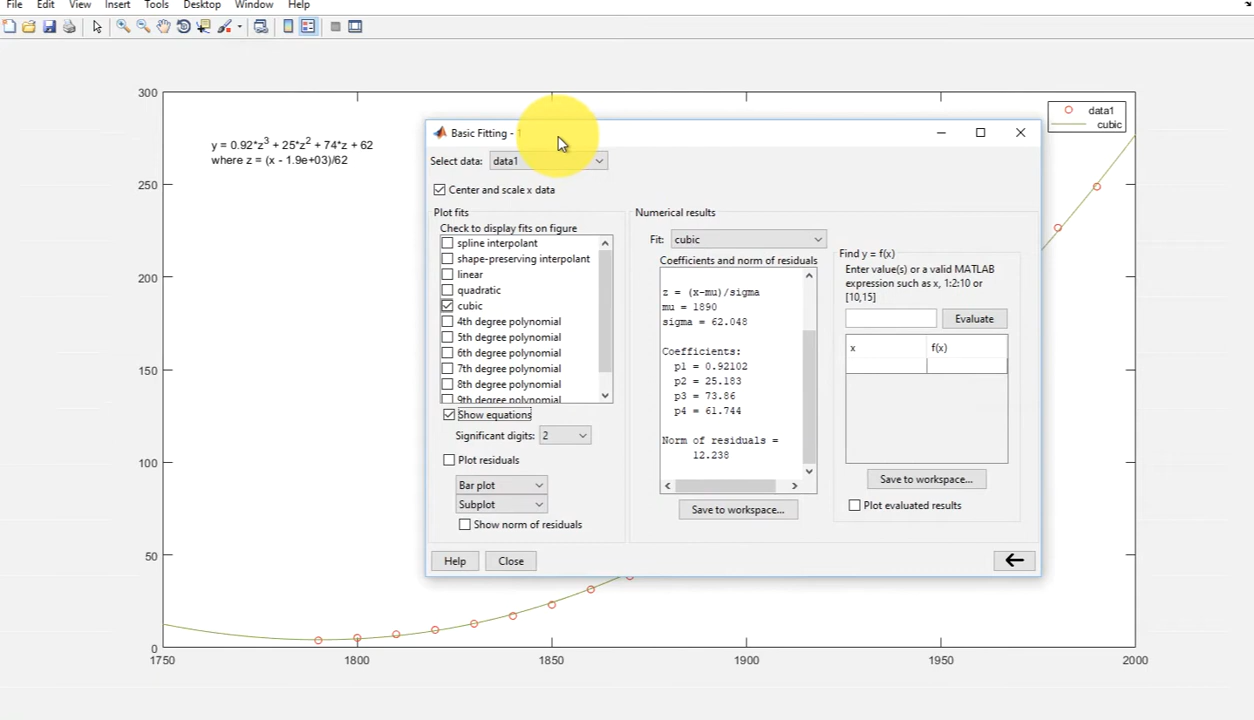 File Edit View Insert Tools Desktop Window Help
300
250
200
150
100
50
0
1750 1800 1850 1900 1950 2000
y = 0.92*z³ + 25*z² + 74*z + 62
where z = (x - 1.9e+03)/62
data1
cubic
Basic Fitting - 1
Select data: data1
Center and scale x data
Plot fits
Check to display fits on figure
spline interpolant
shape-preserving interpolant
linear
quadratic
cubic
4th degree polynomial
5th degree polynomial
6th degree polynomial
7th degree polynomial
8th degree polynomial
9th degree polynomial
Show equations
Significant digits: 2
Plot residuals
Bar plot
Subplot
Show norm of residuals
Help Close
Numerical results
Fit: cubic
Coefficients and norm of residuals
z = (x-mu)/sigma
mu = 1890
sigma = 62.048
Coefficients:
p1 = 0.92102
p2 = 25.183
p3 = 73.86
p4 = 61.744
Norm of residuals =
12.238
Save to workspace...
Find y = f(x)
Enter value(s) or a valid MATLAB
expression such as x, 1:2:10 or
[10,15]
Evaluate
x f(x)
Save to workspace...
Plot evaluated results